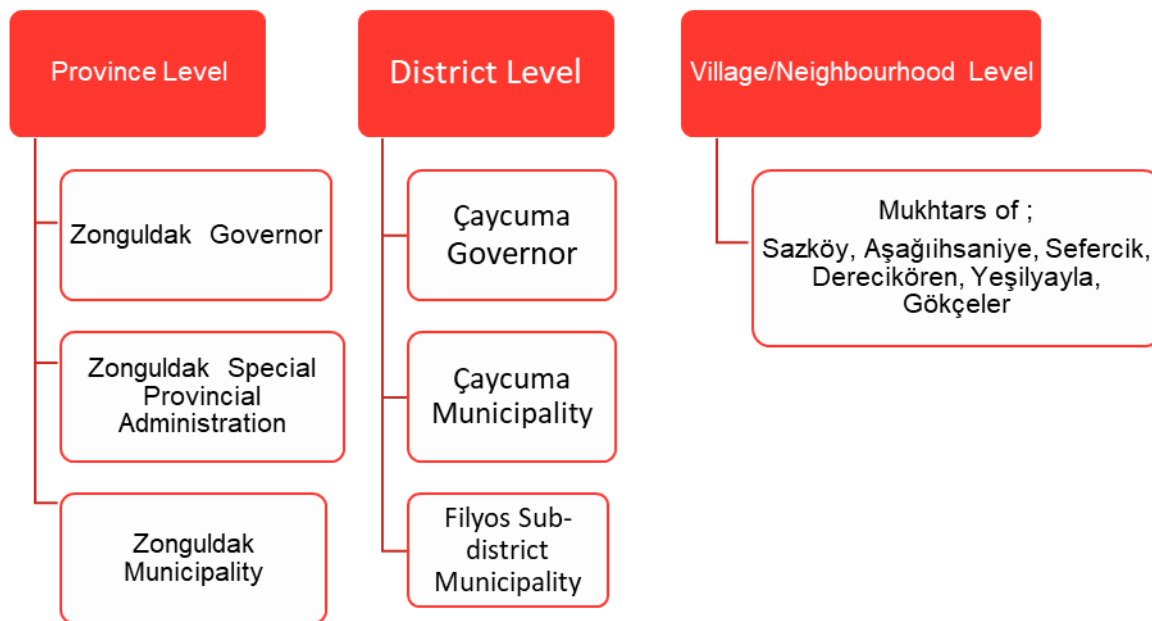 Province Level
Zonguldak Governor
Zonguldak Special
Provincial
Administration
Zonguldak
Municipality
District Level
Çaycuma
Governor
Çaycuma
Municipality
Filyos Sub-
district
Municipality
Village/Neighbourhood Level
Mukhtars of ;
Sazköy, Aşağıihsaniye, Sefercik,
Derecikören, Yeşilyayla,
Gökçeler